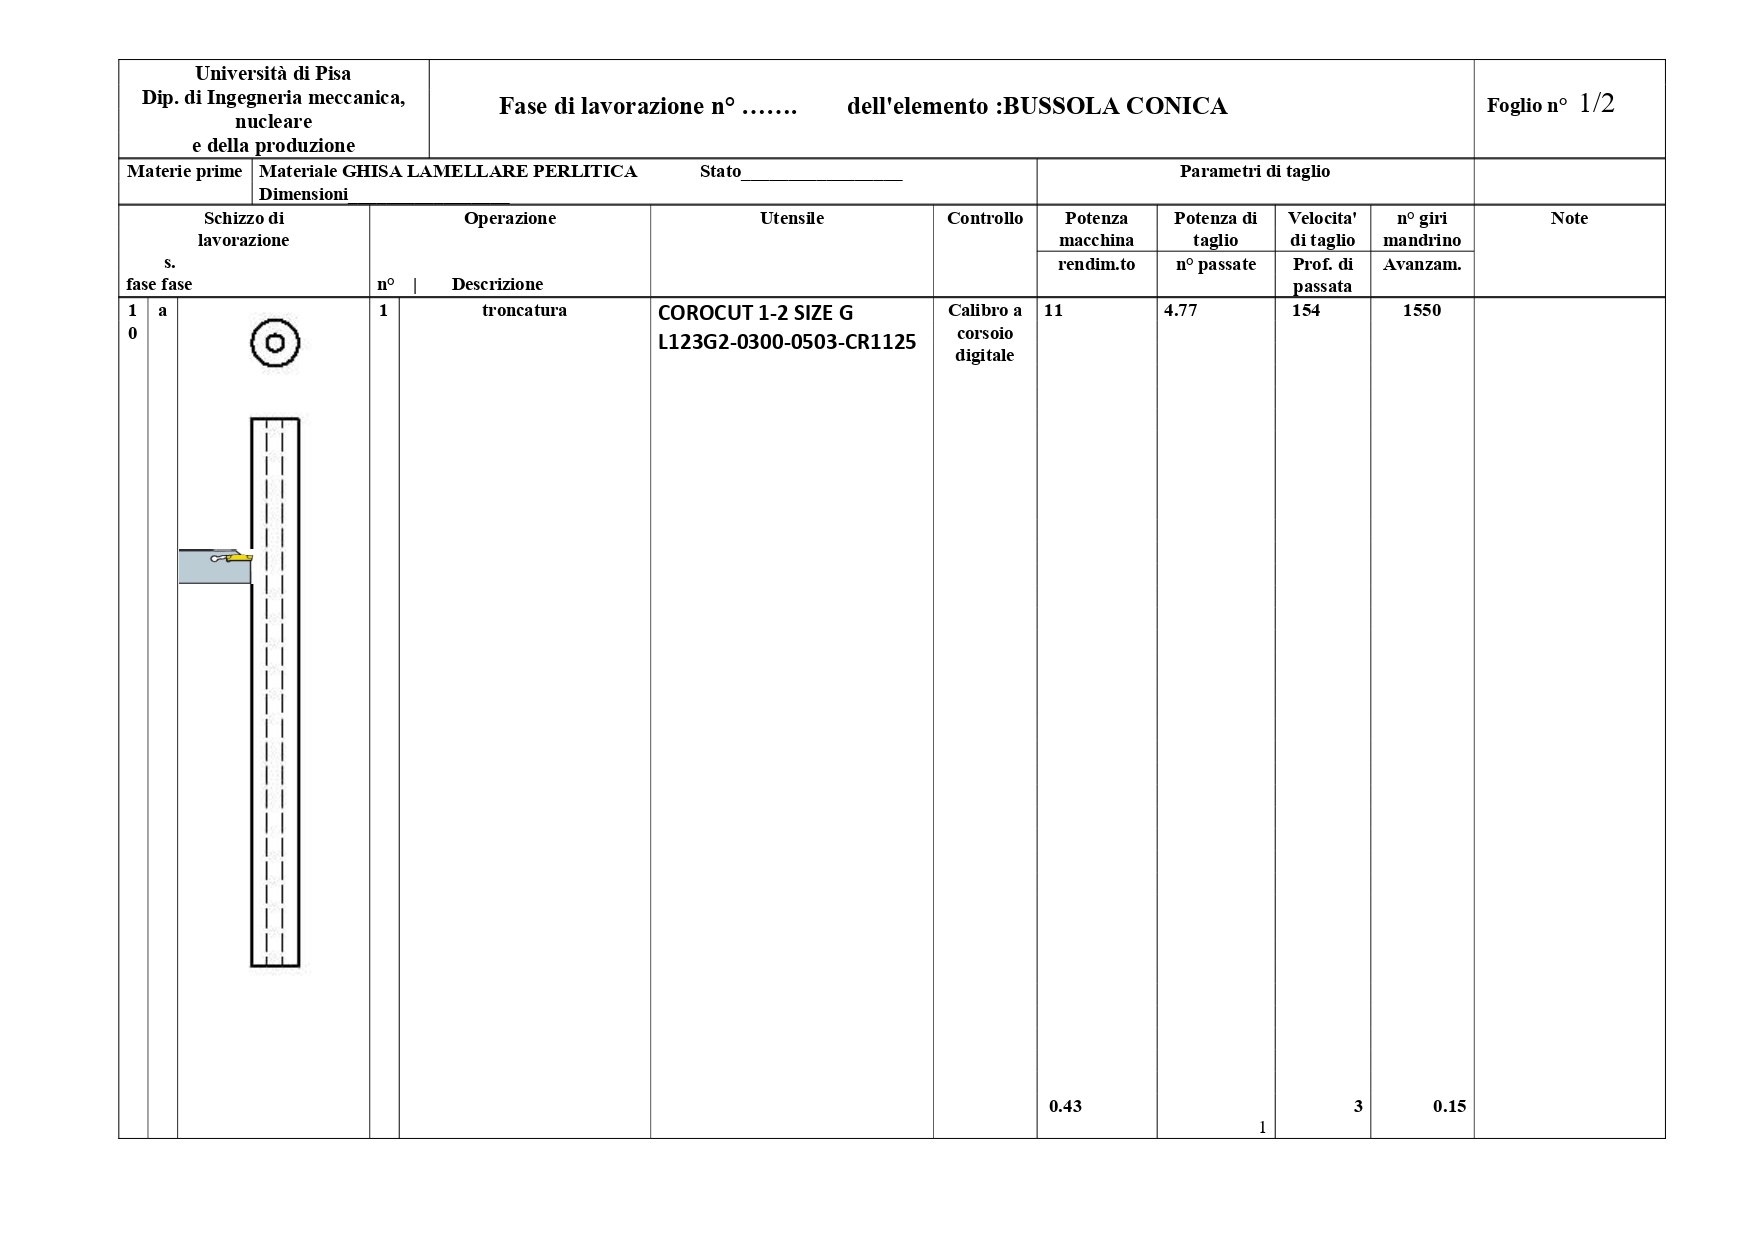 Università di Pisa
Dip. di Ingegneria meccanica,
nucleare
e della produzione
Fase di lavorazione n° ……. dell'elemento :BUSSOLA CONICA
Foglio n° 1/2
Materie prime
Materiale GHISA LAMELLARE PERLITICA Stato_________________
Dimensioni_________________
Parametri di taglio
Schizzo di
lavorazione
s.
fase fase
Operazione
n° | Descrizione
Utensile
Controllo
Potenza
macchina
rendim.to
Potenza di
taglio
n° passate
Velocita'
di taglio
Prof. di
passata
n° giri
mandrino
Avanzam.
Note
1
0
a
1
troncatura
COROCUT 1-2 SIZE G
L123G2-0300-0503-CR1125
Calibro a
corsoio
digitale
11
4.77
154
1550
0.43
1
3
0.15